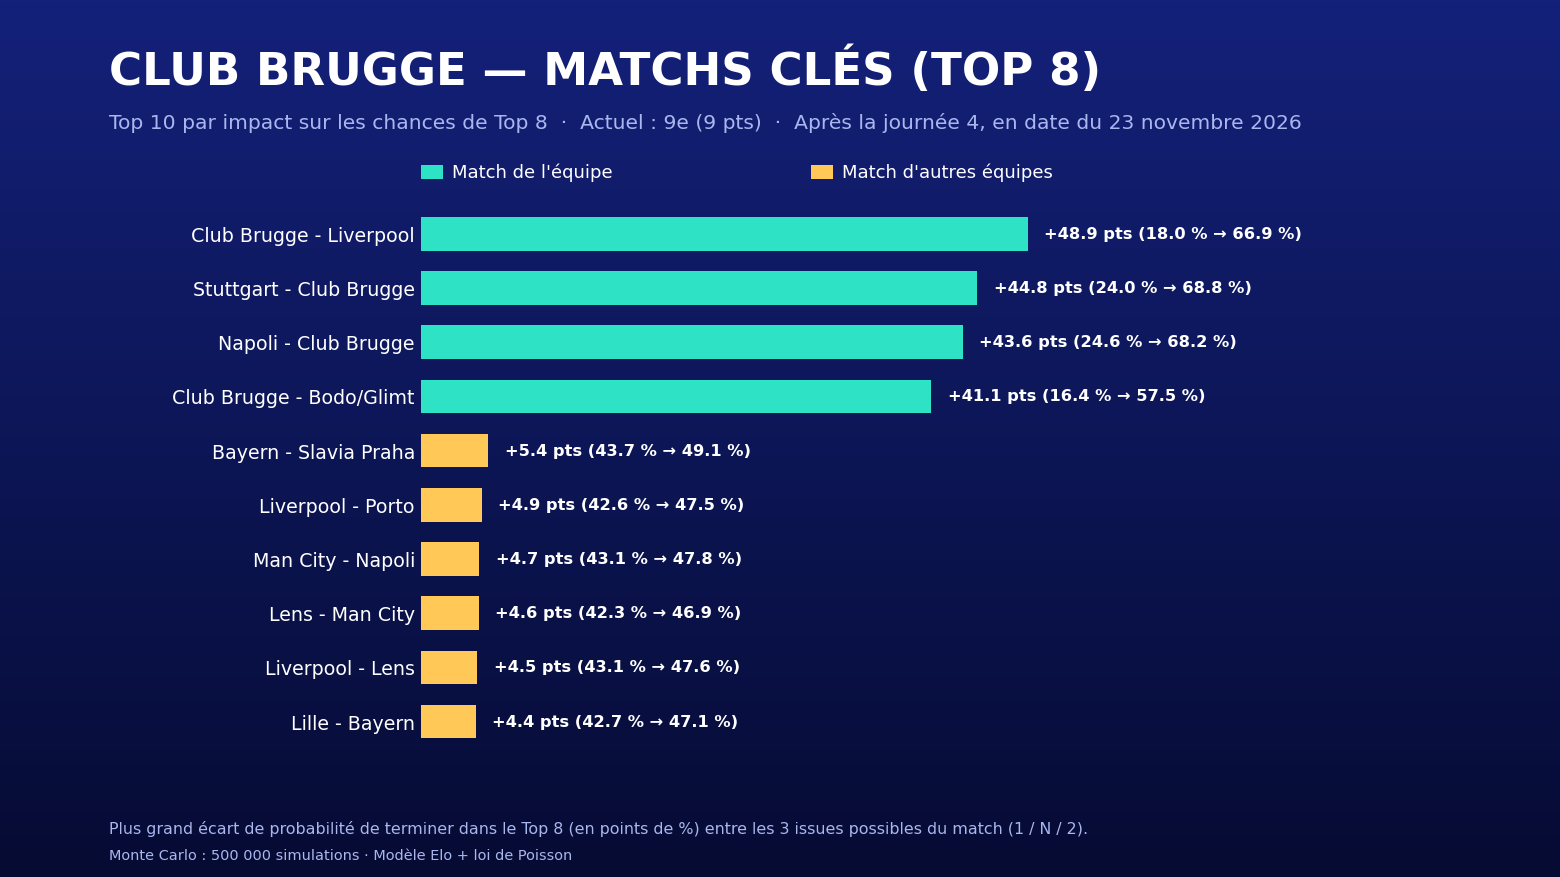 CLUB BRUGGE — MATCHS CLÉS (TOP 8)
Top 10 par impact sur les chances de Top 8 · Actuel : 9e (9 pts) · Après la journée 4, en date du 23 novembre 2026
Match de l'équipe Match d'autres équipes
Club Brugge - Liverpool +48.9 pts (18.0 % → 66.9 %)
Stuttgart - Club Brugge +44.8 pts (24.0 % → 68.8 %)
Napoli - Club Brugge +43.6 pts (24.6 % → 68.2 %)
Club Brugge - Bodo/Glimt +41.1 pts (16.4 % → 57.5 %)
Bayern - Slavia Praha +5.4 pts (43.7 % → 49.1 %)
Liverpool - Porto +4.9 pts (42.6 % → 47.5 %)
Man City - Napoli +4.7 pts (43.1 % → 47.8 %)
Lens - Man City +4.6 pts (42.3 % → 46.9 %)
Liverpool - Lens +4.5 pts (43.1 % → 47.6 %)
Lille - Bayern +4.4 pts (42.7 % → 47.1 %)
Plus grand écart de probabilité de terminer dans le Top 8 (en points de %) entre les 3 issues possibles du match (1 / N / 2).
Monte Carlo : 500 000 simulations · Modèle Elo + loi de Poisson